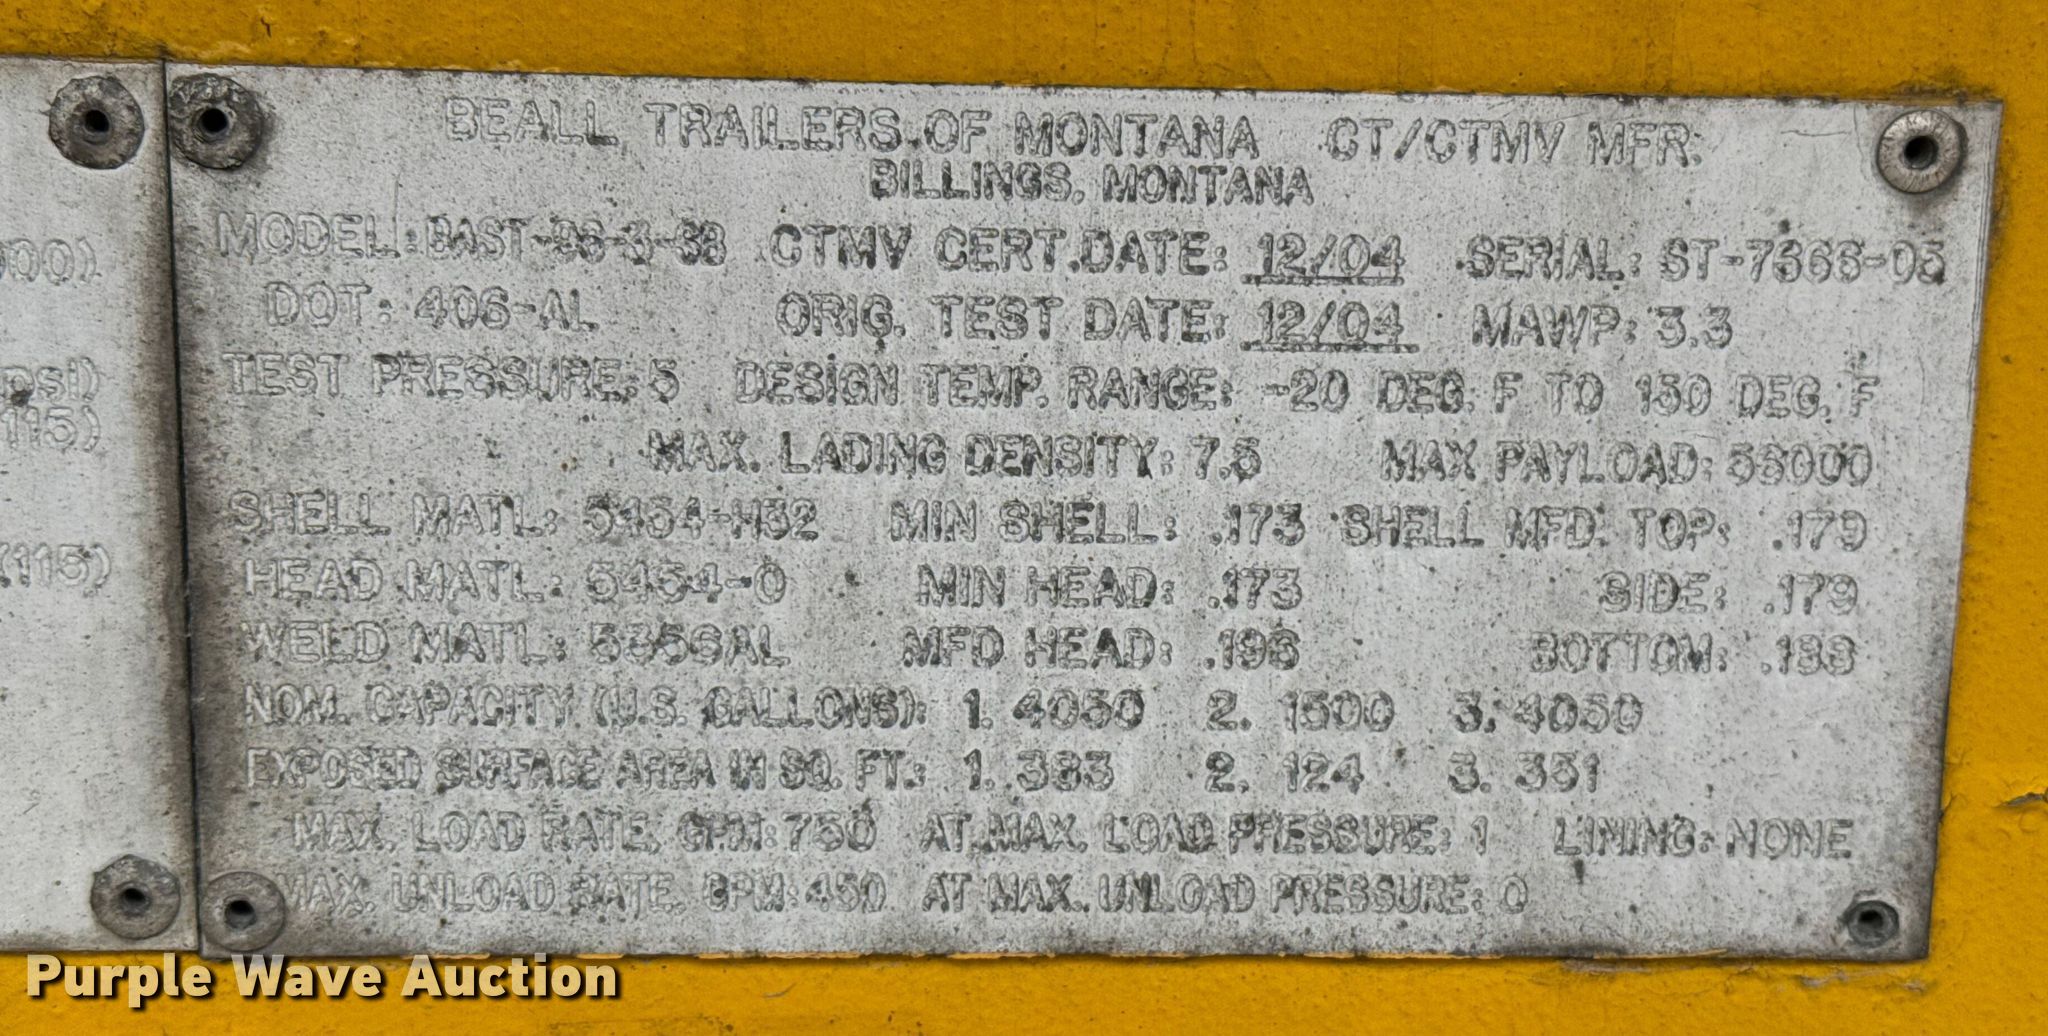 000)
psi)
115)
(115)
BEALL TRAILERS OF MONTANA CT/CTMV MFR.
BILLINGS, MONTANA
MODEL: CTMV CERT. DATE: 12/04 SERIAL:
DOT: 406-AL ORIG. TEST DATE: 12/04 MAWP: 3.3
TEST PRESSURE: 5 DESIGN TEMP. RANGE: -20 DEG. F TO 150 DEG. F
MAX. LADING DENSITY: 7.5 MAX PAYLOAD:
SHELL MATL: 5454-H32 MIN SHELL: .173 SHELL MFD. TOP: .179
HEAD MATL: 5454-0 MIN HEAD: .173 SIDE: .179
WELD MATL: 5356AL MFD HEAD: .196 BOTTOM:
NOM. CAPACITY (U.S. GALLONS): 1. 4050 2. 1500 3. 4050
EXPOSED SURFACE AREA IN SQ. FT.: 1. 2. 124 3. 351
MAX. LOAD RATE, GPM: 750 AT MAX. LOAD PRESSURE: 1 LINING: NONE
MAX. UNLOAD RATE, GPM: 450 AT MAX. UNLOAD PRESSURE: 0
Purple Wave Auction